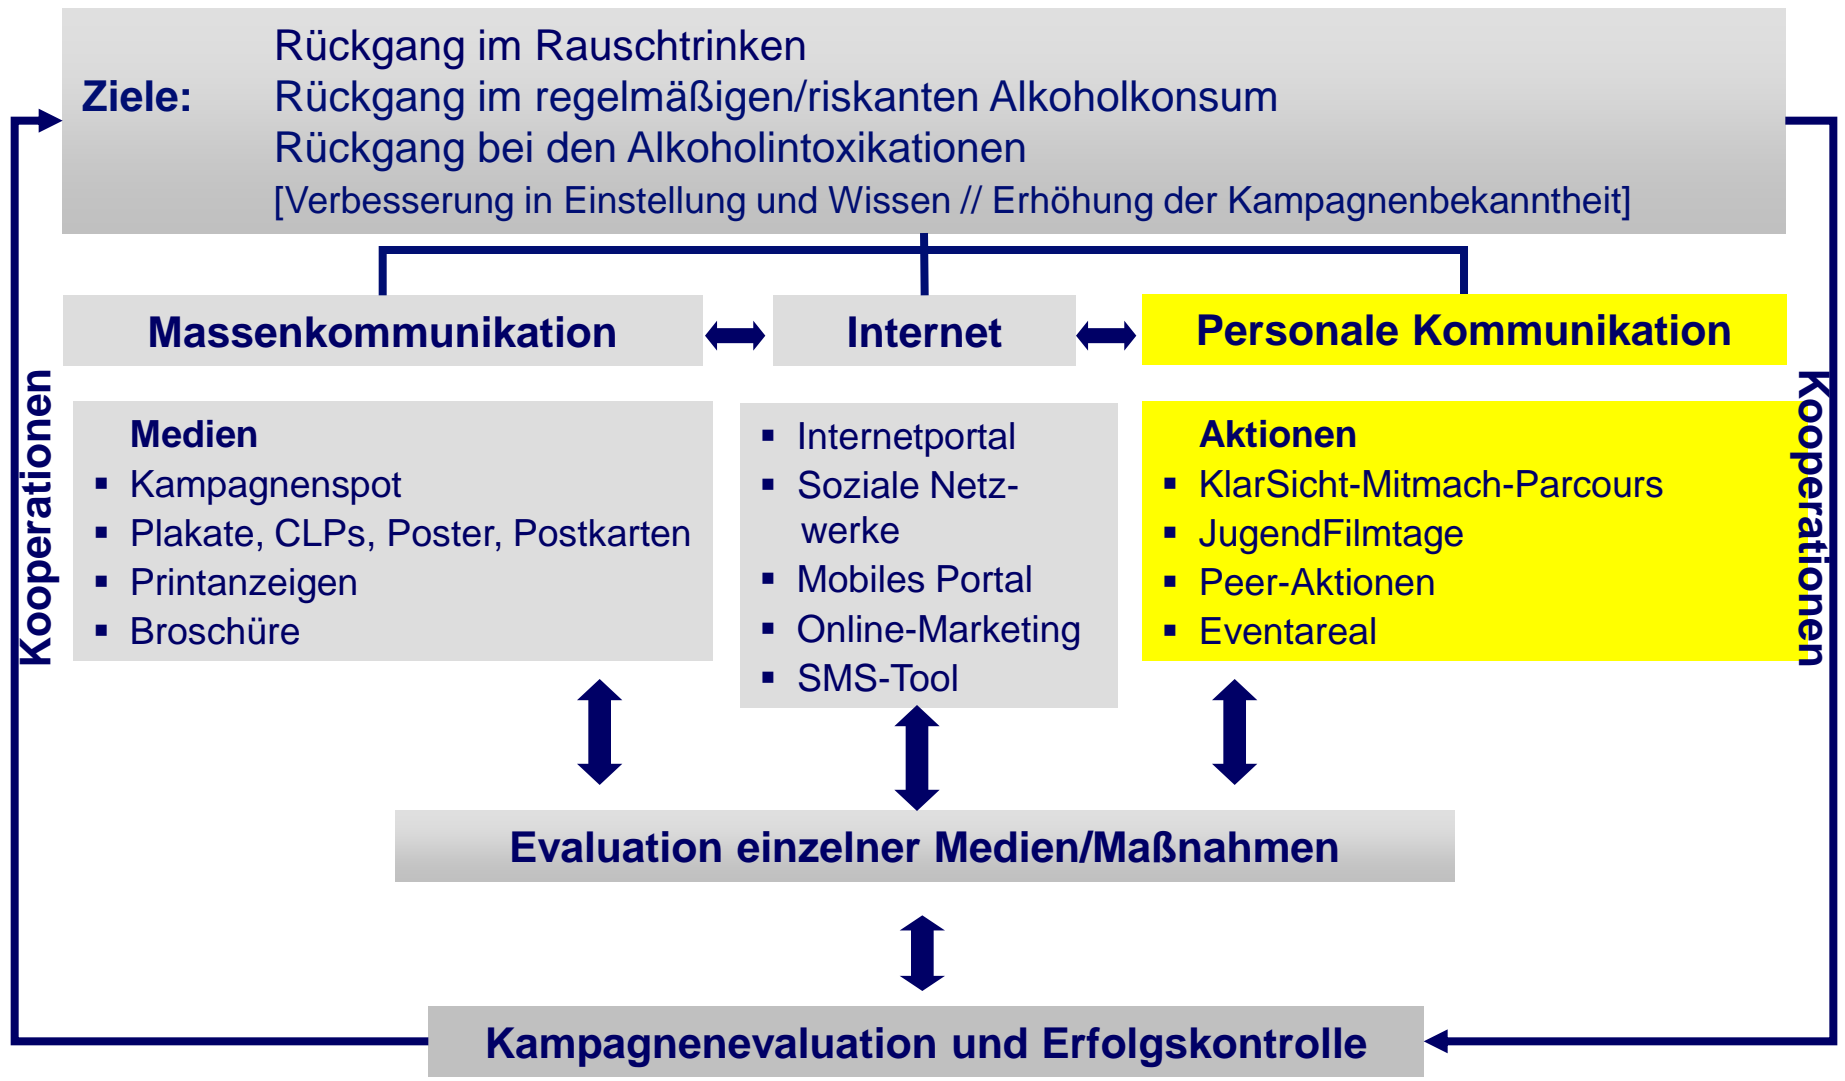 Rückgang im Rauschtrinken
Ziele: Rückgang im regelmäßigen/riskanten Alkoholkonsum
Rückgang bei den Alkoholintoxikationen
[Verbesserung in Einstellung und Wissen // Erhöhung der Kampagnenbekanntheit]
Massenkommunikation
Internet
Personale Kommunikation
Kooperationen
Medien
▪ Kampagnenspot
▪ Plakate, CLPs, Poster, Postkarten
▪ Printanzeigen
▪ Broschüre
▪ Internetportal
▪ Soziale Netz-
werke
▪ Mobiles Portal
▪ Online-Marketing
▪ SMS-Tool
Aktionen
▪ KlarSicht-Mitmach-Parcours
▪ JugendFilmtage
▪ Peer-Aktionen
▪ Eventareal
Kooperationen
Evaluation einzelner Medien/Maßnahmen
Kampagnenevaluation und Erfolgskontrolle